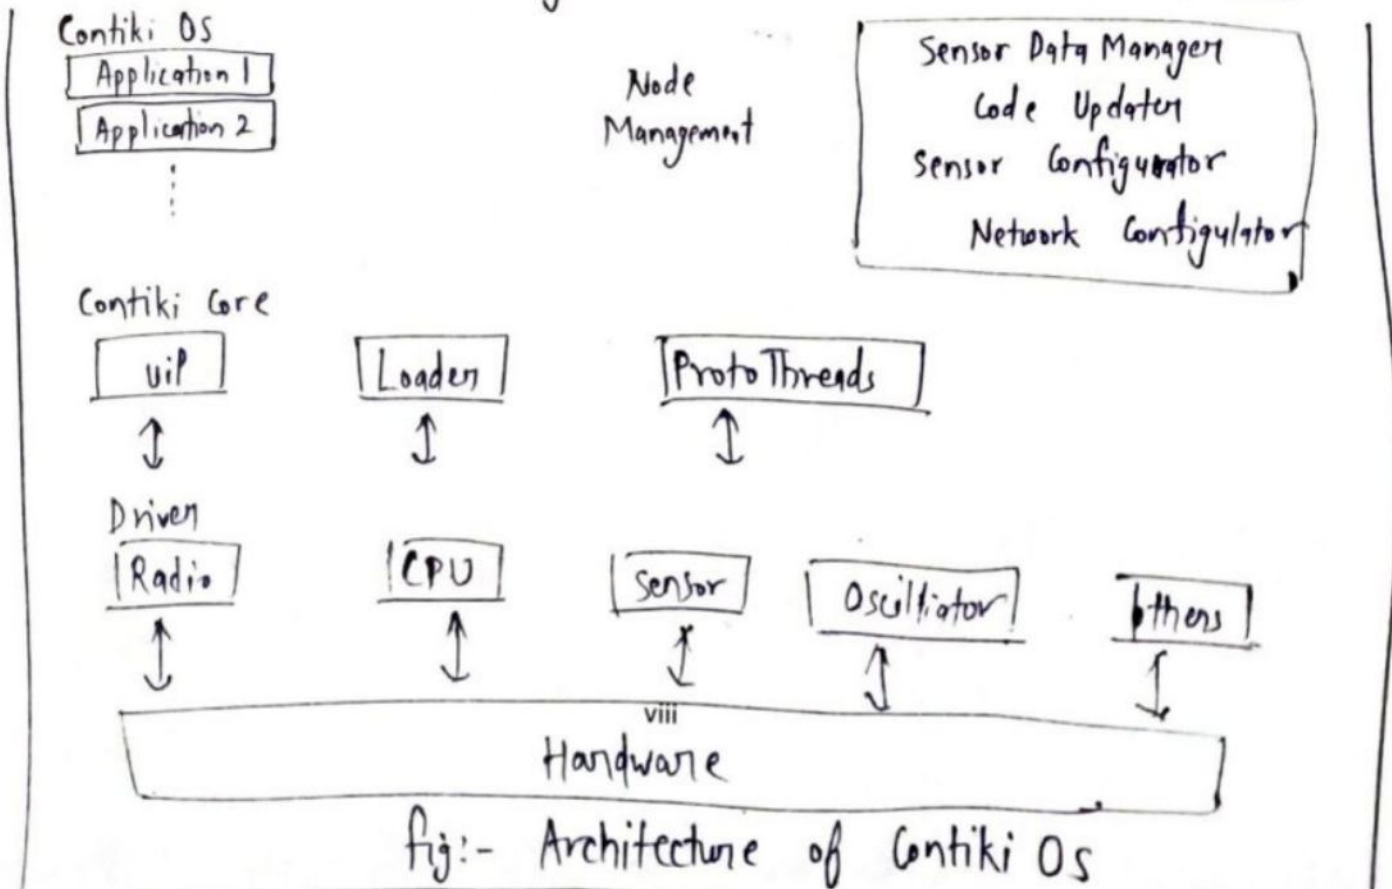 Contiki OS
Application 1
Application 2
Node
Management
Sensor Data Manager
Code Updater
Sensor Configurator
Network Configulator
Contiki Core
uiP
Loader
ProtoThreads
Driver
Radio
CPU
Sensor
Oscilliator
Others
viii
Hardware
fig:- Architecture of Contiki Os